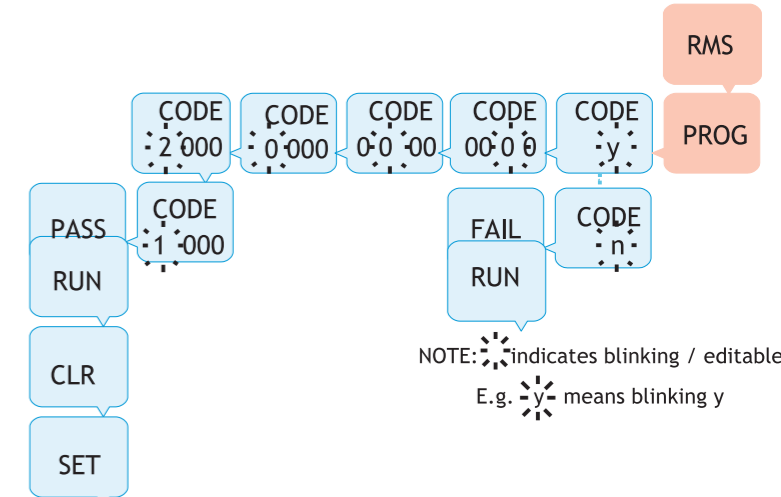 RMS
CODE
2 000
CODE
0 000
CODE
0 0 00
CODE
00 0 0
CODE
y
PROG
PASS
CODE
1 000
FAIL
CODE
n
RUN
RUN
NOTE: indicates blinking / editable
CLR
E.g. y means blinking y
SET